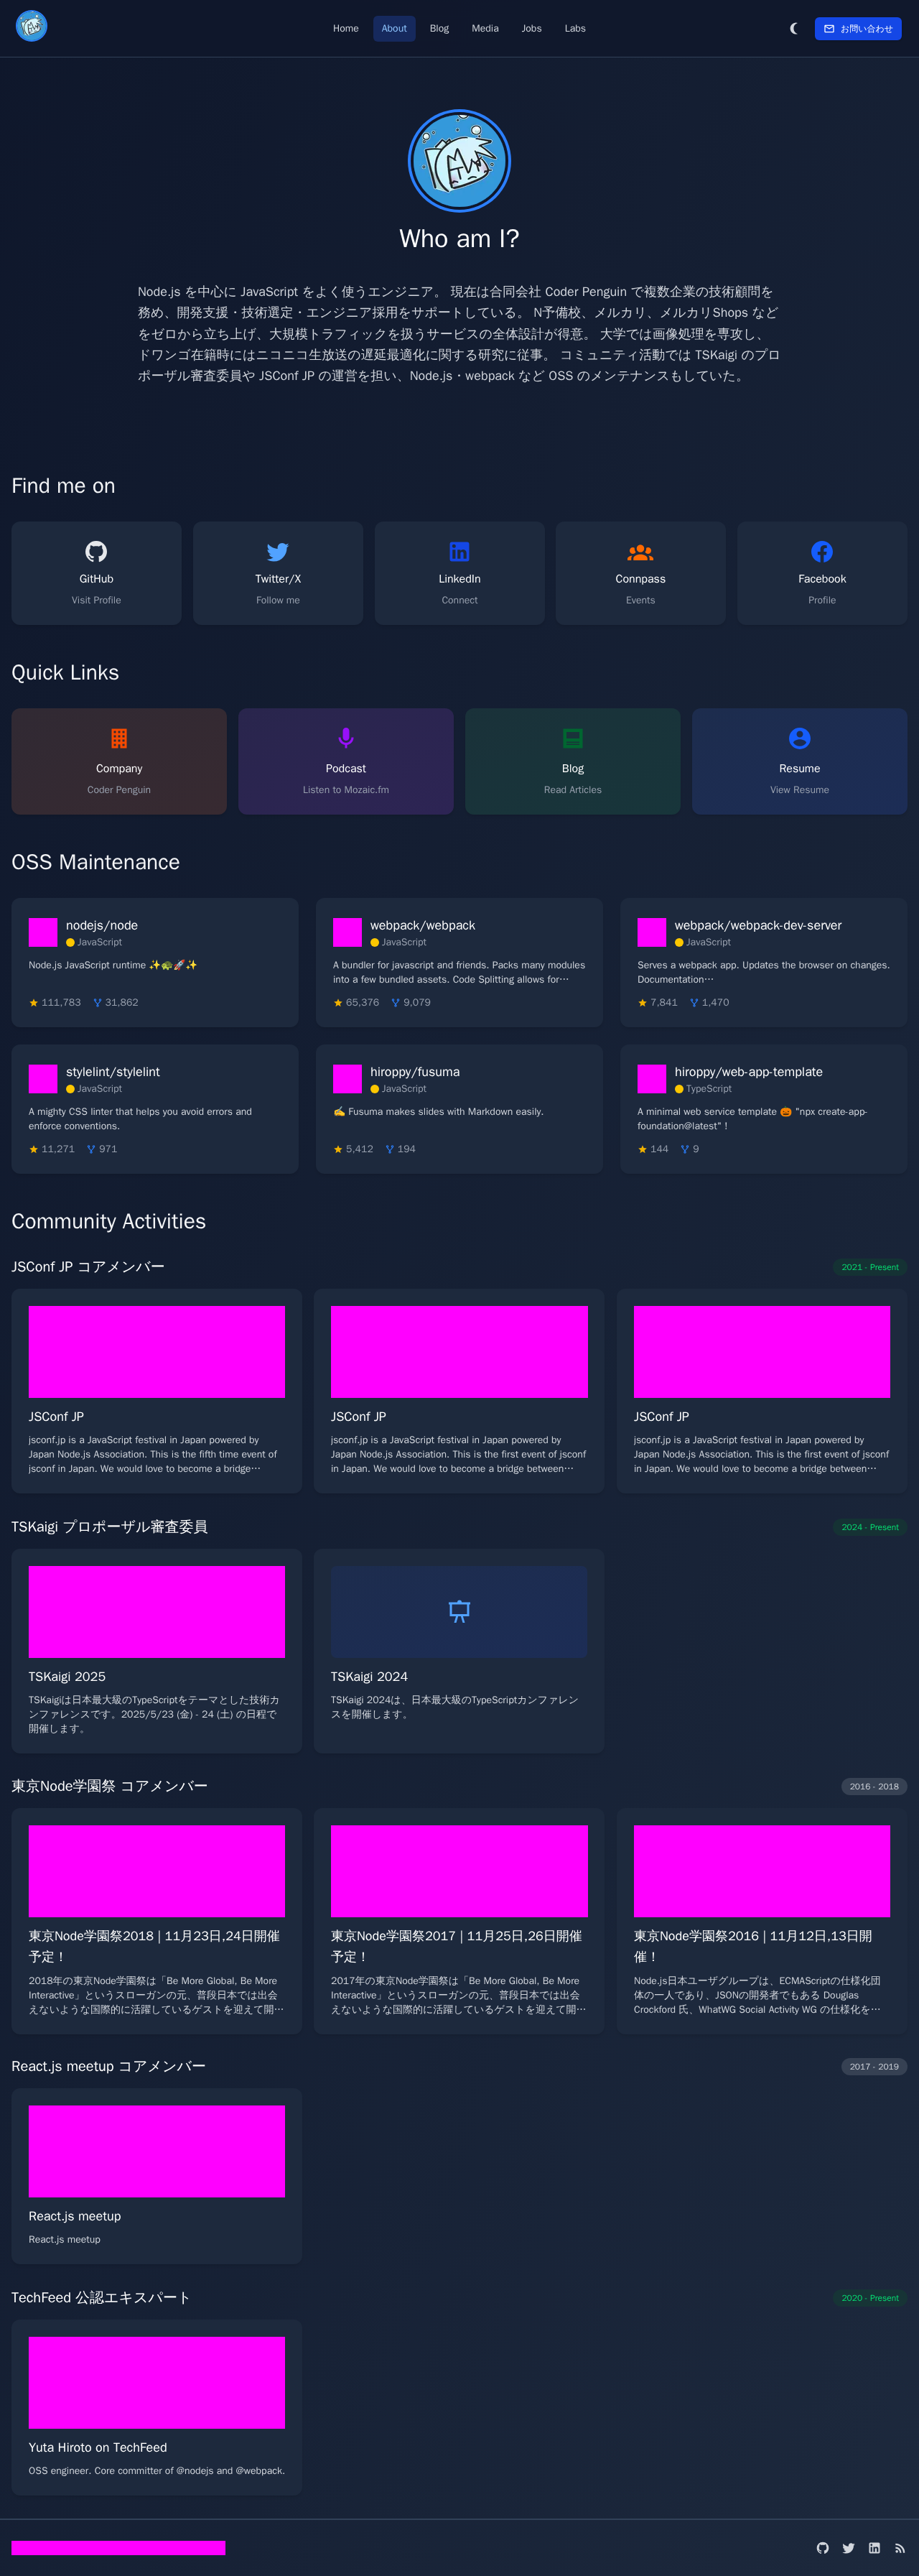 Home
About
Blog
Media
Jobs
Labs
お問い合わせ
Who am I?
Node.js を中心に JavaScript をよく使うエンジニア。 現在は合同会社 Coder Penguin で複数企業の技術顧問を
務め、開発支援・技術選定・エンジニア採用をサポートしている。 N予備校、メルカリ、メルカリShops など
をゼロから立ち上げ、大規模トラフィックを扱うサービスの全体設計が得意。 大学では画像処理を専攻し、
ドワンゴ在籍時にはニコニコ生放送の遅延最適化に関する研究に従事。 コミュニティ活動では TSKaigi のプロ
ポーザル審査委員や JSConf JP の運営を担い、Node.js・webpack など OSS のメンテナンスもしていた。
Find me on
GitHub
Visit Profile
Twitter/X
Follow me
LinkedIn
Connect
Connpass
Events
Facebook
Profile
Quick Links
Company
Coder Penguin
Podcast
Listen to Mozaic.fm
Blog
Read Articles
Resume
View Resume
OSS Maintenance
nodejs/node
JavaScript
Node.js JavaScript runtime ✨🐢🚀✨
111,783
31,862
webpack/webpack
JavaScript
A bundler for javascript and friends. Packs many modules
into a few bundled assets. Code Splitting allows for…
65,376
9,079
webpack/webpack-dev-server
JavaScript
Serves a webpack app. Updates the browser on changes.
Documentation…
7,841
1,470
stylelint/stylelint
JavaScript
A mighty CSS linter that helps you avoid errors and
enforce conventions.
11,271
971
hiroppy/fusuma
JavaScript
✍️ Fusuma makes slides with Markdown easily.
5,412
194
hiroppy/web-app-template
TypeScript
A minimal web service template 🎃 "npx create-app-
foundation@latest" !
144
9
Community Activities
JSConf JP コアメンバー
2021 - Present
JSConf JP
jsconf.jp is a JavaScript festival in Japan powered by
Japan Node.js Association. This is the fifth time event of
jsconf in Japan. We would love to become a bridge…
JSConf JP
jsconf.jp is a JavaScript festival in Japan powered by
Japan Node.js Association. This is the first event of jsconf
in Japan. We would love to become a bridge between…
JSConf JP
jsconf.jp is a JavaScript festival in Japan powered by
Japan Node.js Association. This is the first event of jsconf
in Japan. We would love to become a bridge between…
TSKaigi プロポーザル審査委員
2024 - Present
TSKaigi 2025
TSKaigiは日本最大級のTypeScriptをテーマとした技術カ
ンファレンスです。2025/5/23 (金) - 24 (土) の日程で
開催します。
TSKaigi 2024
TSKaigi 2024は、日本最大級のTypeScriptカンファレン
スを開催します。
東京Node学園祭 コアメンバー
2016 - 2018
東京Node学園祭2018 | 11月23日,24日開催
予定！
2018年の東京Node学園祭は「Be More Global, Be More
Interactive」というスローガンの元、普段日本では出会
えないような国際的に活躍しているゲストを迎えて開…
東京Node学園祭2017 | 11月25日,26日開催
予定！
2017年の東京Node学園祭は「Be More Global, Be More
Interactive」というスローガンの元、普段日本では出会
えないような国際的に活躍しているゲストを迎えて開…
東京Node学園祭2016 | 11月12日,13日開
催！
Node.js日本ユーザグループは、ECMAScriptの仕様化団
体の一人であり、JSONの開発者でもある Douglas
Crockford 氏、WhatWG Social Activity WG の仕様化を…
React.js meetup コアメンバー
2017 - 2019
React.js meetup
React.js meetup
TechFeed 公認エキスパート
2020 - Present
Yuta Hiroto on TechFeed
OSS engineer. Core committer of @nodejs and @webpack.